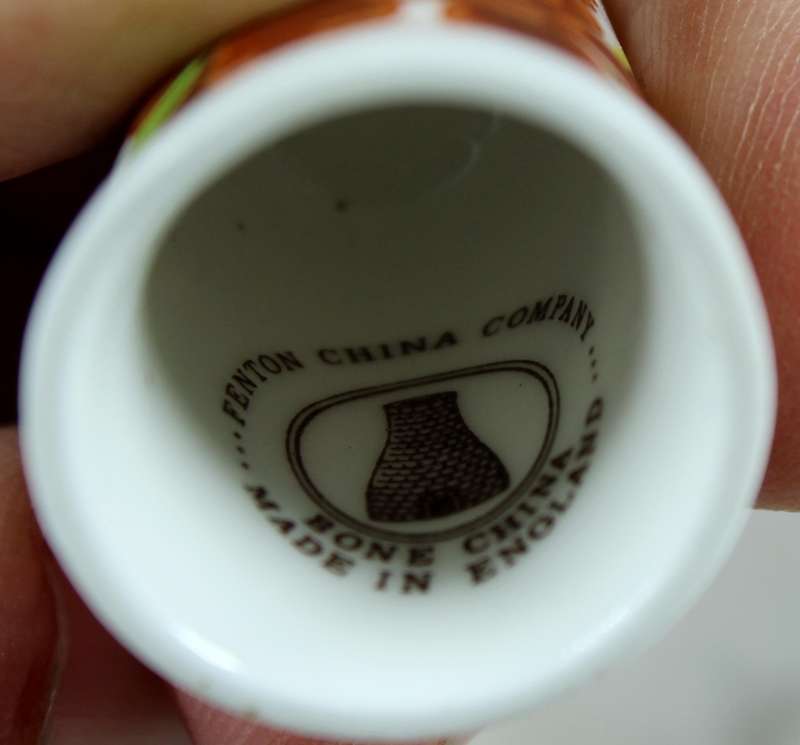 ...FENTON CHINA COMPANY...
BONE CHINA
MADE IN ENGLAND